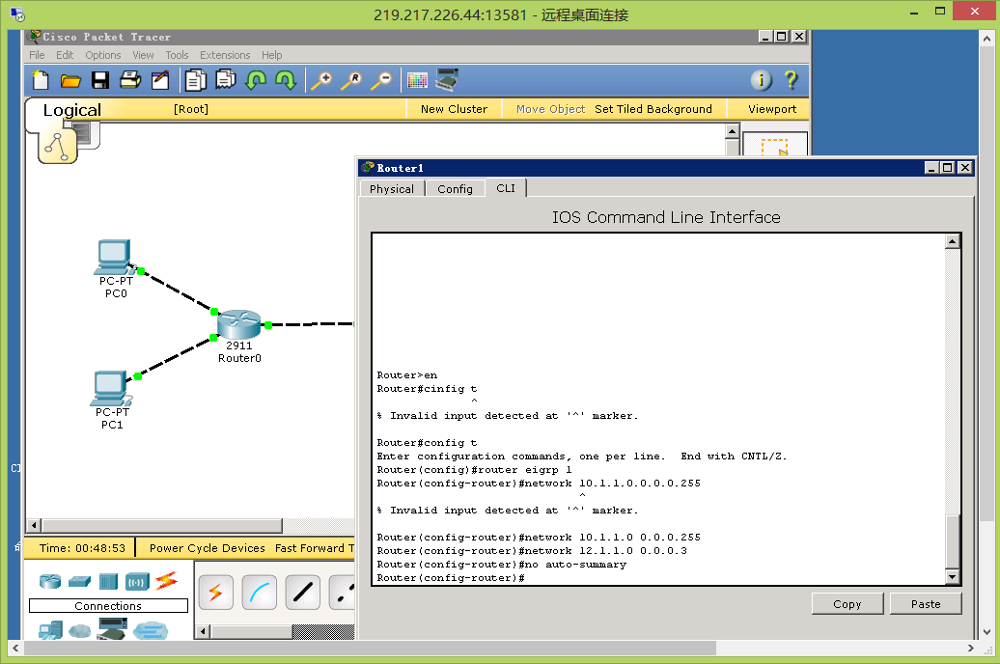 219.217.226.44:13581 - 远程桌面连接
Cisco Packet Tracer
File Edit Options View Tools Extensions Help
Logical [Root] New Cluster Move Object Set Tiled Background Viewport
Router1
Physical Config CLI
IOS Command Line Interface
PC-PT
PC0
2911
Router0
PC-PT
PC1
Router>en
Router#cinfig t
^
% Invalid input detected at '^' marker.
Router#config t
Enter configuration commands, one per line.  End with CNTL/Z.
Router(config)#router eigrp 1
Router(config-router)#network 10.1.1.0.0.0.0.255
^
% Invalid input detected at '^' marker.
Router(config-router)#network 10.1.1.0 0.0.0.255
Router(config-router)#network 12.1.1.0 0.0.0.3
Router(config-router)#no auto-summary
Router(config-router)#
Copy Paste
Time: 00:48:53 Power Cycle Devices Fast Forward T
Connections